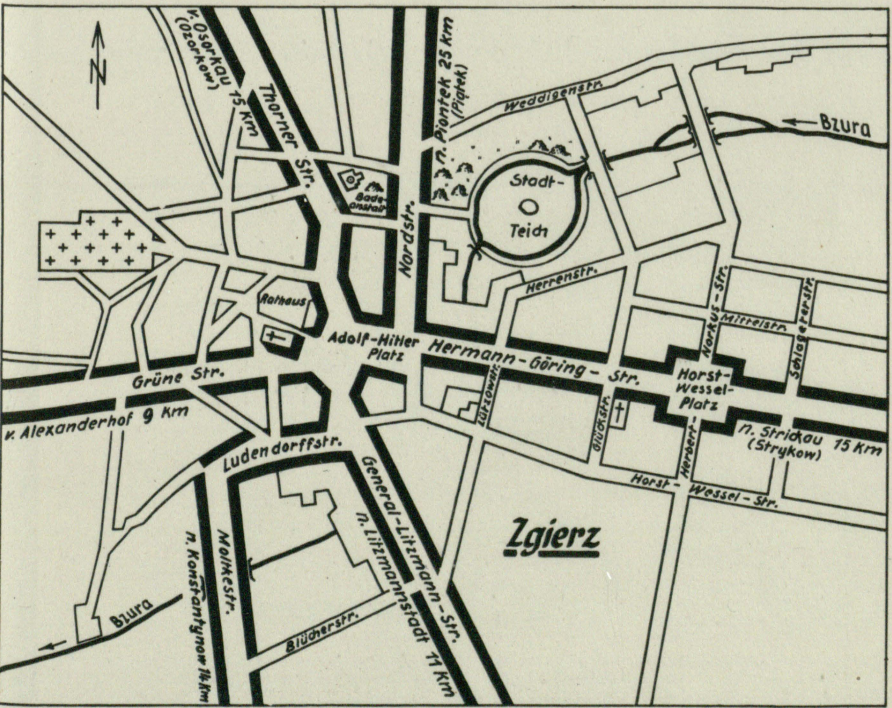 N
v. Osorkau 15 km
(Ozorkow)
Thorner Str.
n. Piontek 25 km
(Piątek)
Weddigenstr.
Bzura
Bade-
anstalt
Nordstr.
Stadt-
Teich
Herrenstr.
Rathaus
Adolf-Hitler
Platz
Hermann-Göring-Str.
Norkus-Str.
Mittelstr.
Schlagererstr.
Grüne Str.
v. Alexanderhof 9 Km
Lützowstr.
Glückstr.
Horst-
Wessel-
Platz
Herbert-
n. Strickau 15 Km
(Strykow)
Ludendorffstr.
Horst-Wessel-Str.
General-Litzmann-Str.
n. Litzmannstadt 11 Km
Moltkestr.
n. Konstantynow 14 Km
Zgierz
Bzura
Blücherstr.